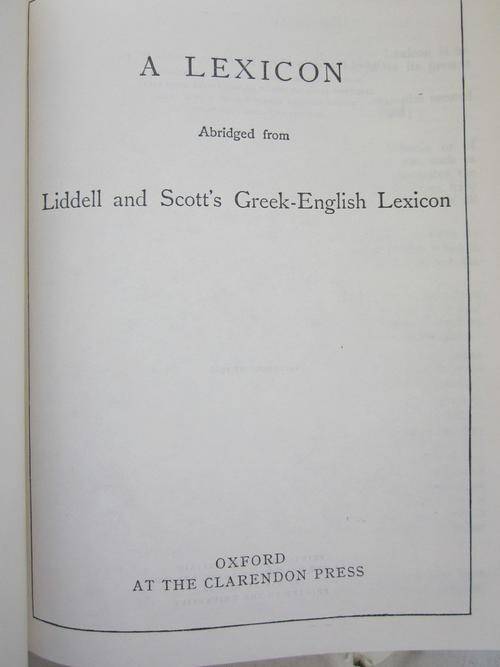 A LEXICON
Abridged from
Liddell and Scott's Greek-English Lexicon
OXFORD
AT THE CLARENDON PRESS